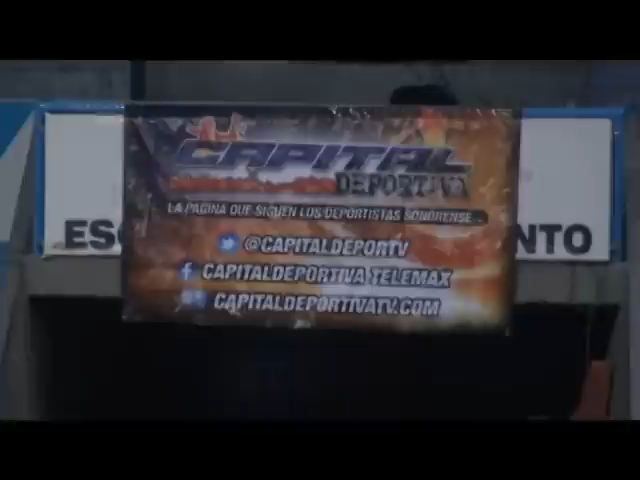 CAPITAL
DEPORTIVA
LA PAGINA QUE SIGUEN LOS DEPORTISTAS SONORENSE...
@CAPITALDEPORTV
CAPITALDEPORTIVA TELEMAX
CAPITALDEPORTIVATV.COM
ES
NTO